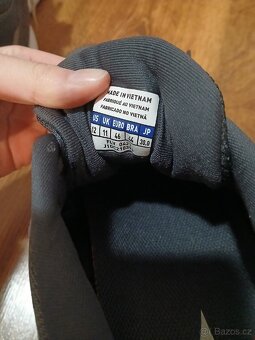 MADE IN VIETNAM
FABRIQUÉ AU VIETNAM
FABRICADO NO VIETNÃ
US UK EURO BRA JP
12 11 46 44 30.0
Bazoš.cz